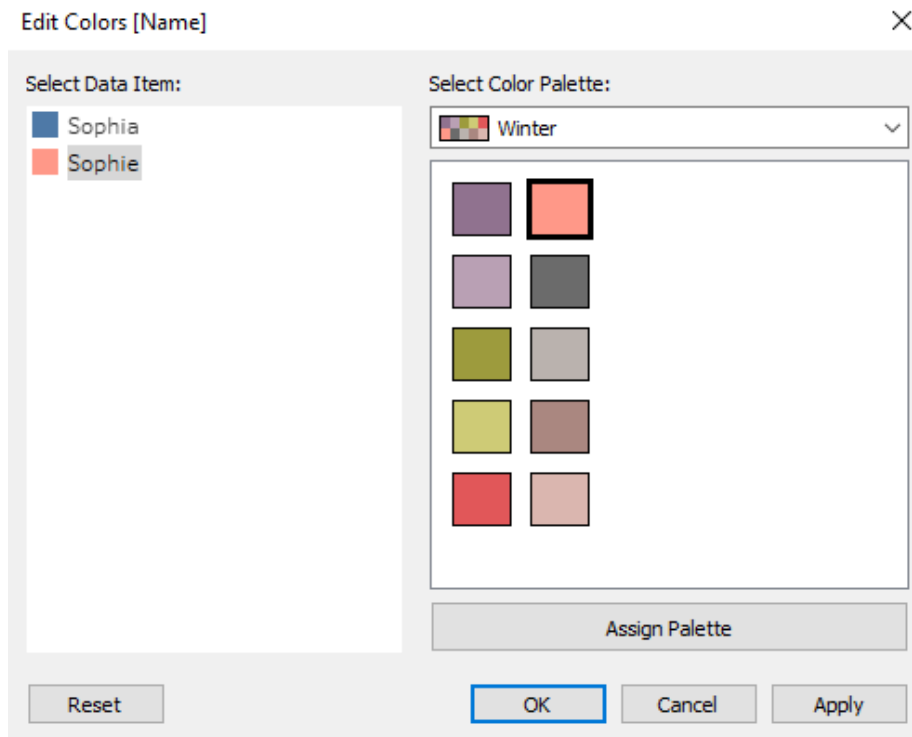 Edit Colors [Name]
Select Data Item:
Sophia
Sophie
Select Color Palette:
Winter
Assign Palette
Reset
OK
Cancel
Apply